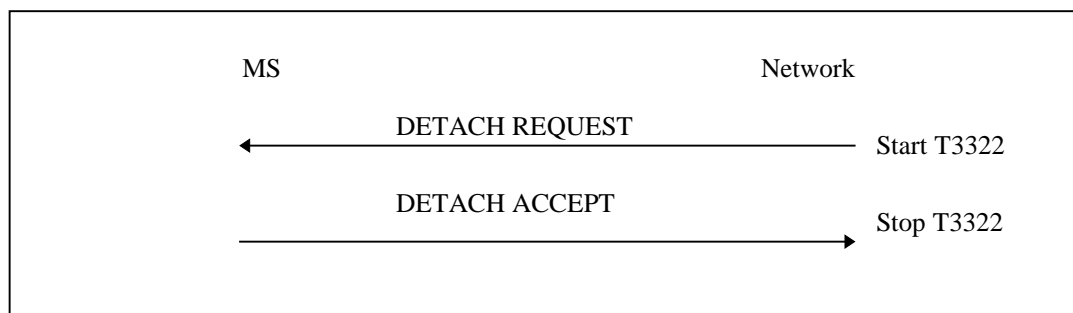 MS Network
DETACH REQUEST
Start T3322
DETACH ACCEPT
Stop T3322